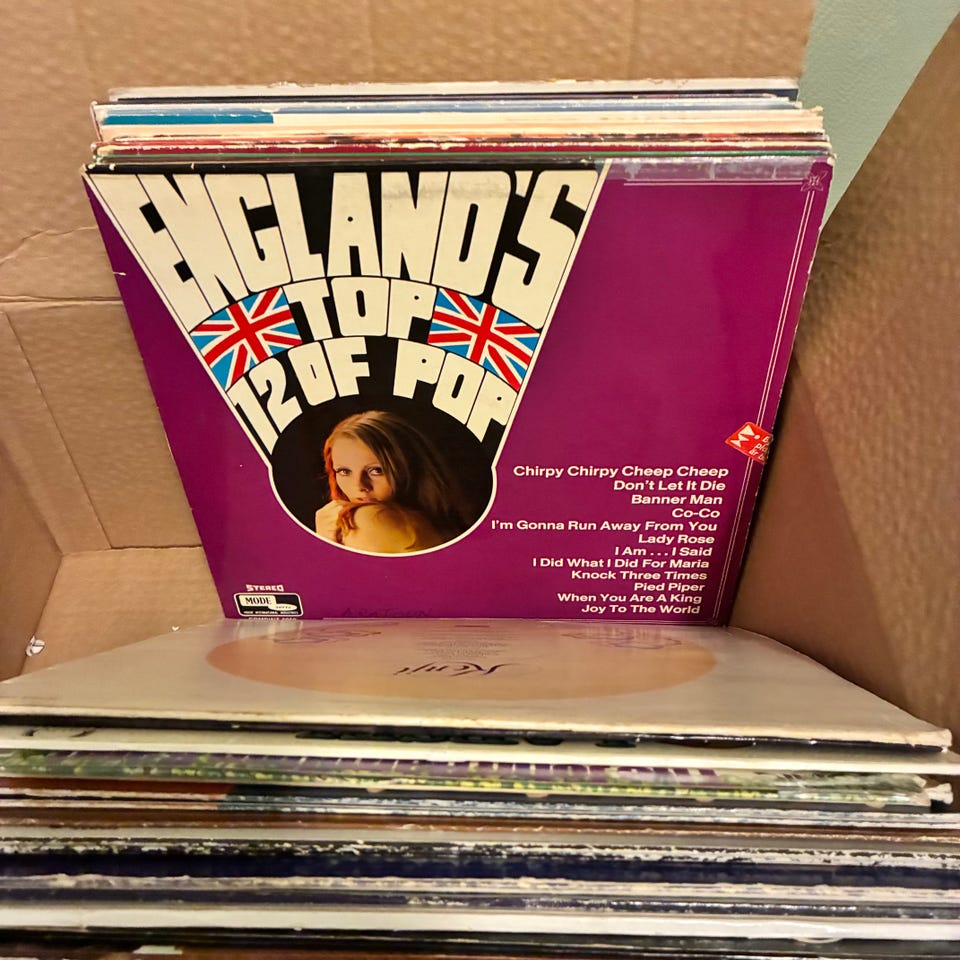 ENGLAND'S
TOP
12 OF POP
Chirpy Chirpy Cheep Cheep
Don't Let It Die
Banner Man
Co-Co
I'm Gonna Run Away From You
Lady Rose
I Am . . . I Said
I Did What I Did For Maria
Knock Three Times
Pied Piper
When You Are A King
Joy To The World
STEREO
MODE